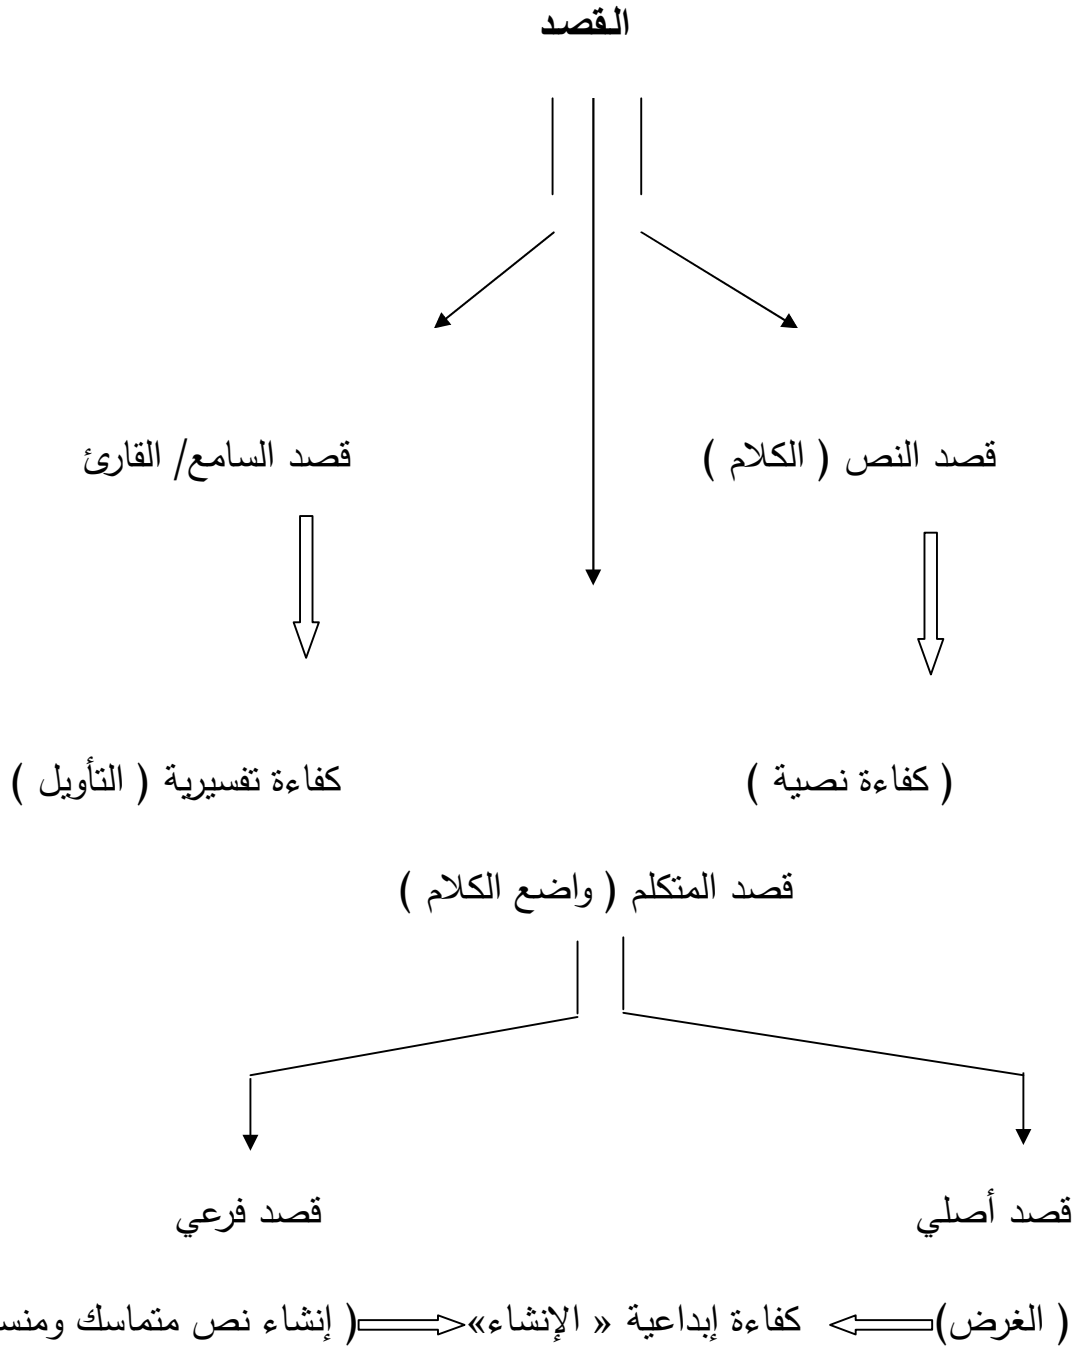 القصد
قصد النص ( الكلام )
قصد السامع/ القارئ
( كفاءة نصية )
كفاءة تفسيرية ( التأويل )
قصد المتكلم ( واضع الكلام )
قصد أصلي
قصد فرعي
( الغرض) كفاءة إبداعية « الإنشاء» ( إنشاء نص متماسك